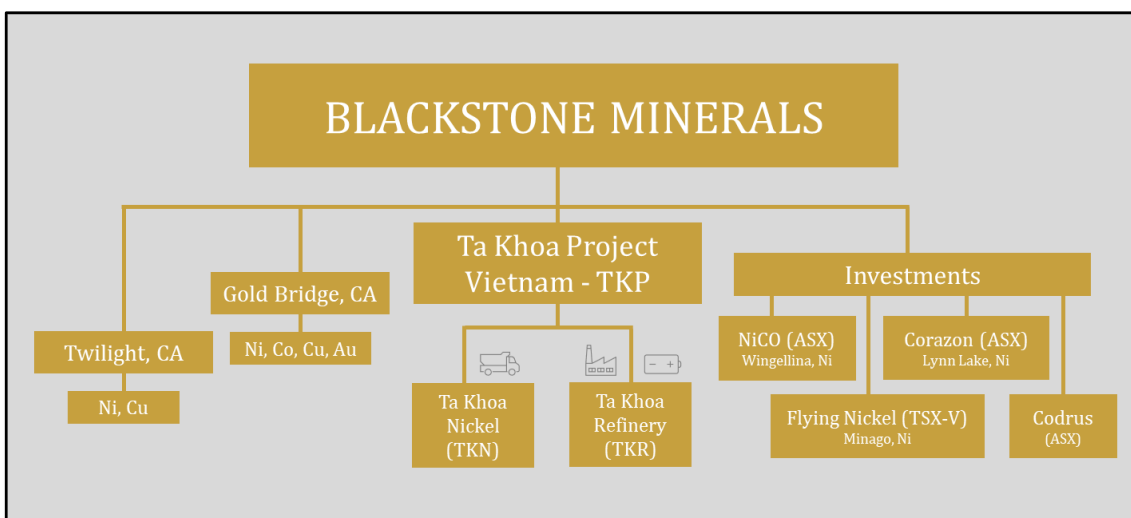 BLACKSTONE MINERALS
Twilight, CA
Ni, Cu
Gold Bridge, CA
Ni, Co, Cu, Au
Ta Khoa Project
Vietnam - TKP
Ta Khoa
Nickel
(TKN)
Ta Khoa
Refinery
(TKR)
Investments
NiCO (ASX)
Wingellina, Ni
Corazon (ASX)
Lynn Lake, Ni
Flying Nickel (TSX-V)
Minago, Ni
Codrus
(ASX)